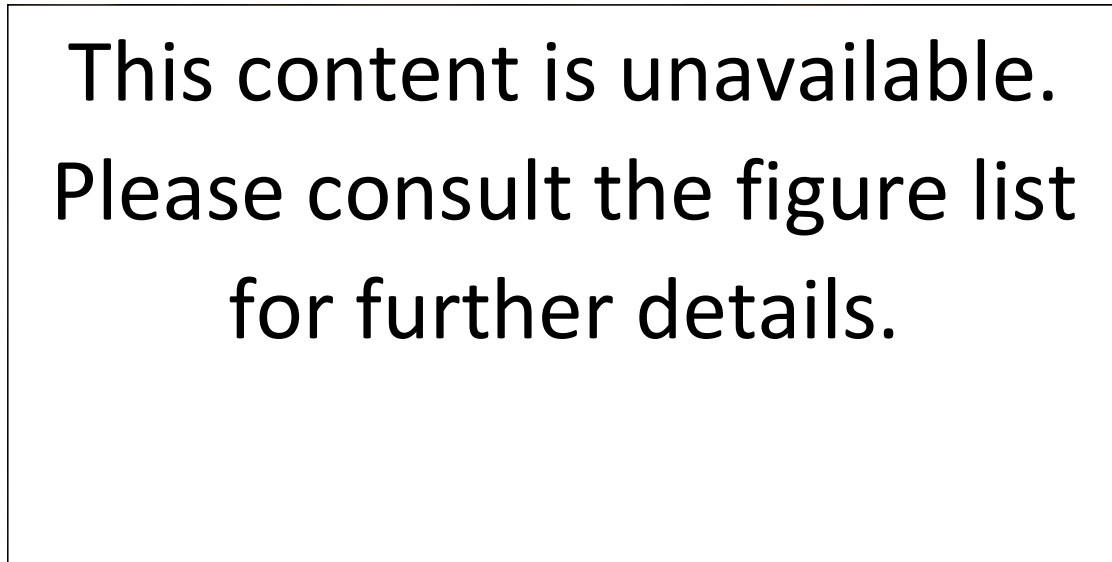 This content is unavailable.
Please consult the figure list
for further details.